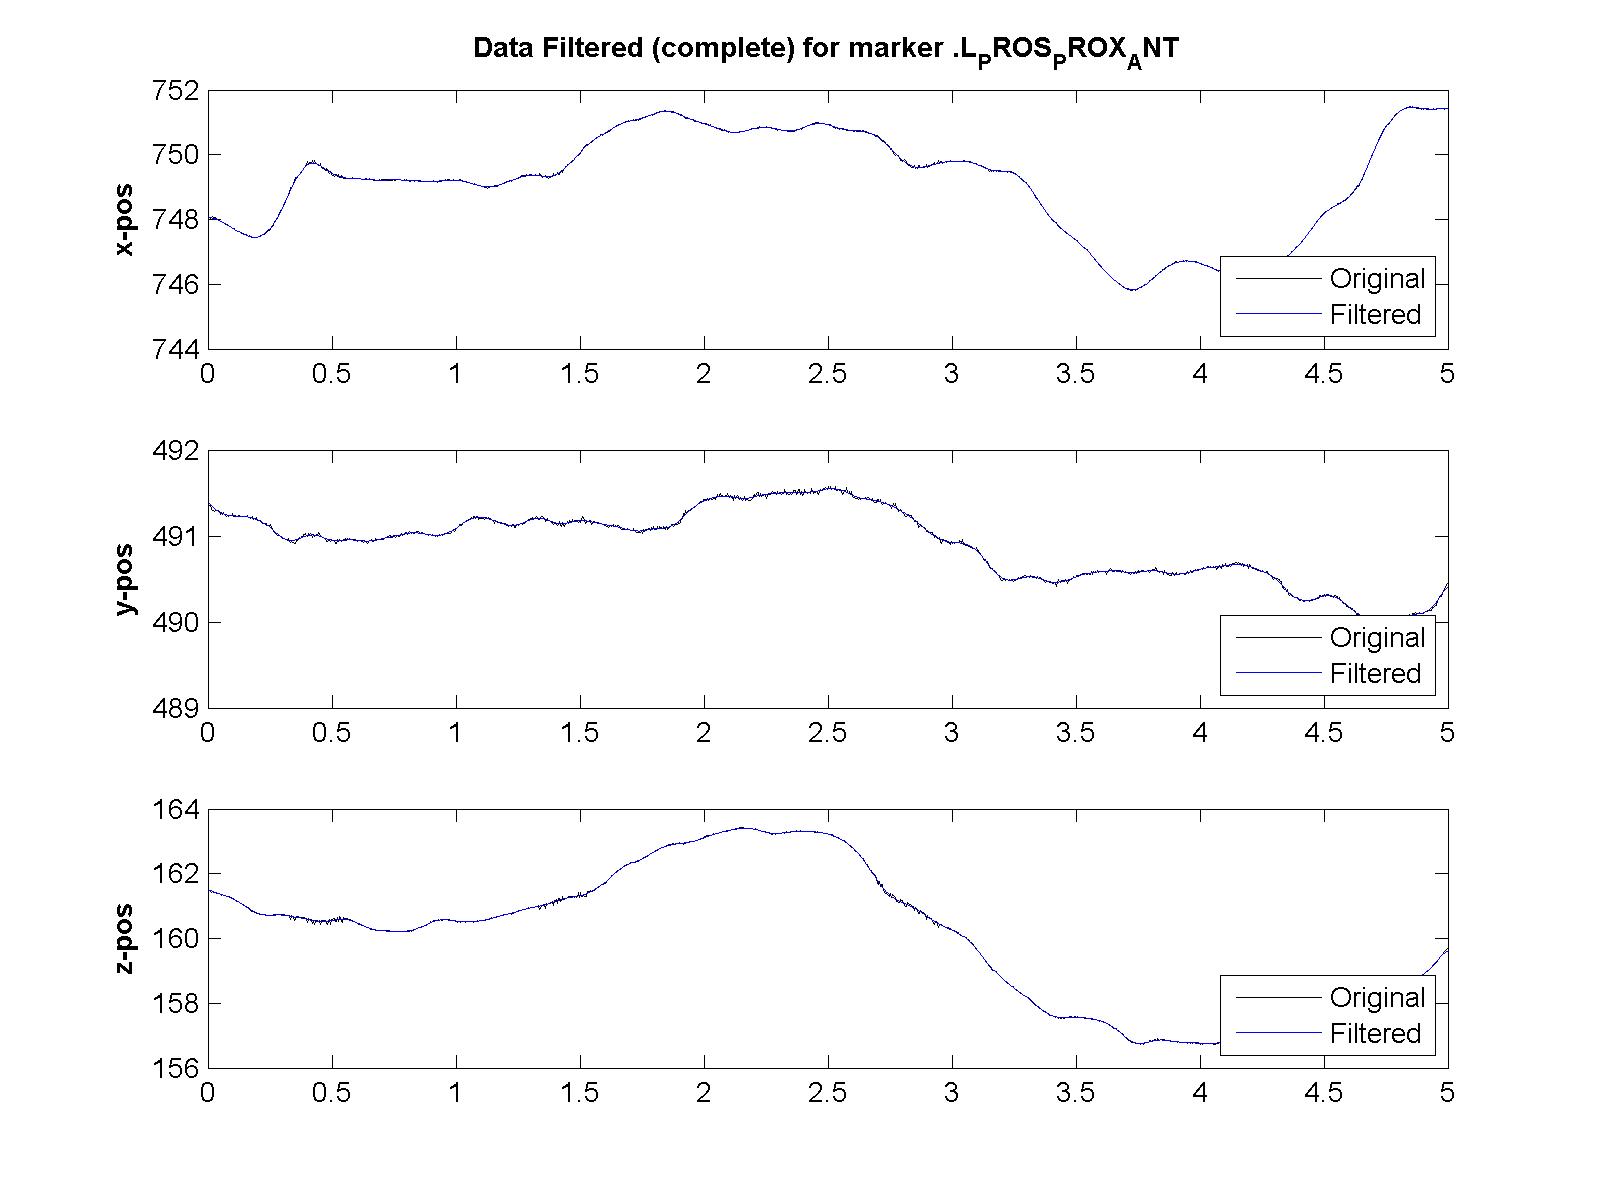 Data Filtered (complete) for marker .L_PROS_PROX_ANT
752
750
748
746
744
x-pos
0 0.5 1 1.5 2 2.5 3 3.5 4 4.5 5
Original
Filtered
492
491
490
489
y-pos
0 0.5 1 1.5 2 2.5 3 3.5 4 4.5 5
Original
Filtered
164
162
160
158
156
z-pos
0 0.5 1 1.5 2 2.5 3 3.5 4 4.5 5
Original
Filtered